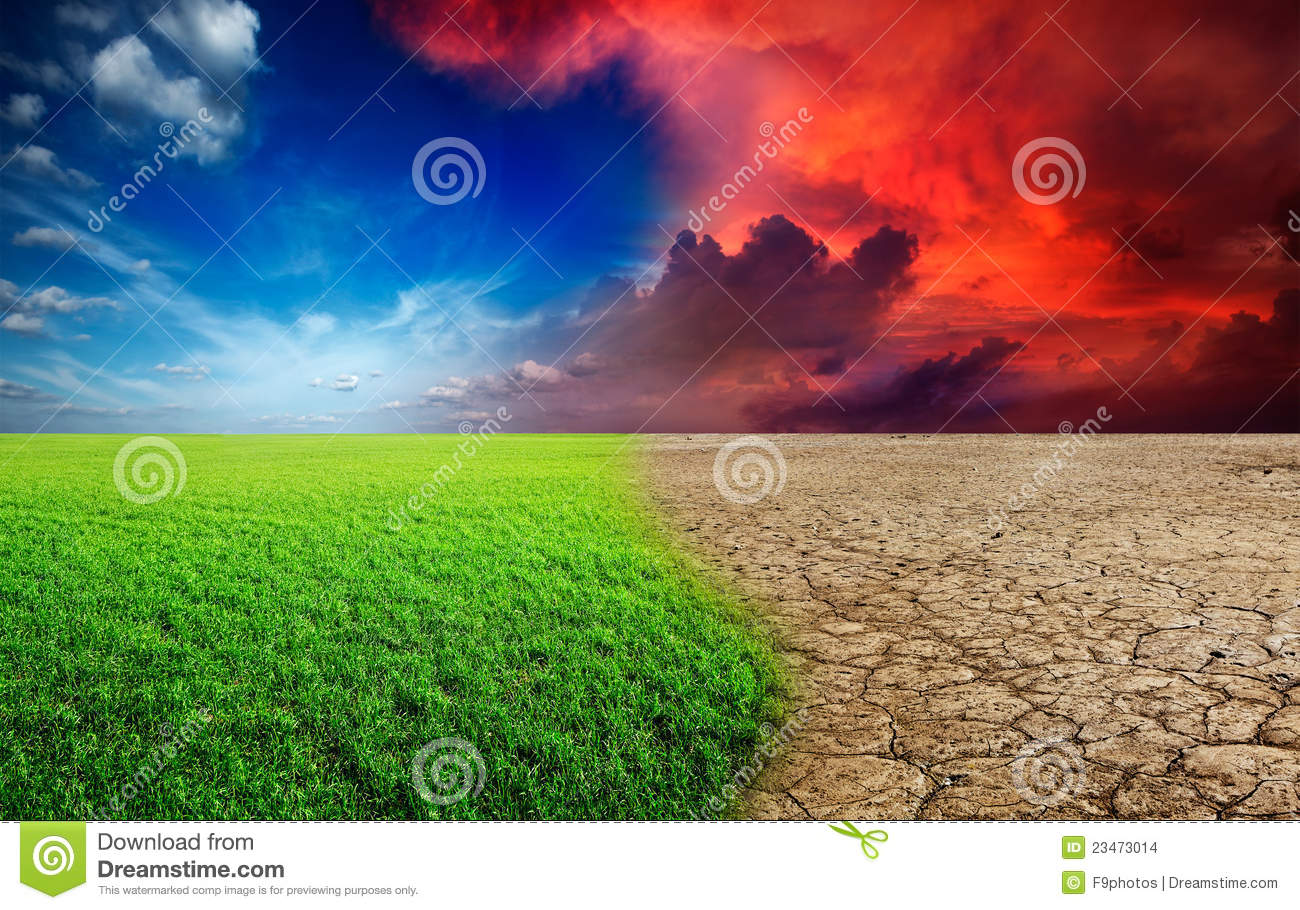 dreamstime
dreamstime
dreamstime
dreamstime
dreamstime
dreamstime
Download from
Dreamstime.com
This watermarked comp image is for previewing purposes only.
ID 23473014
© F9photos | Dreamstime.com